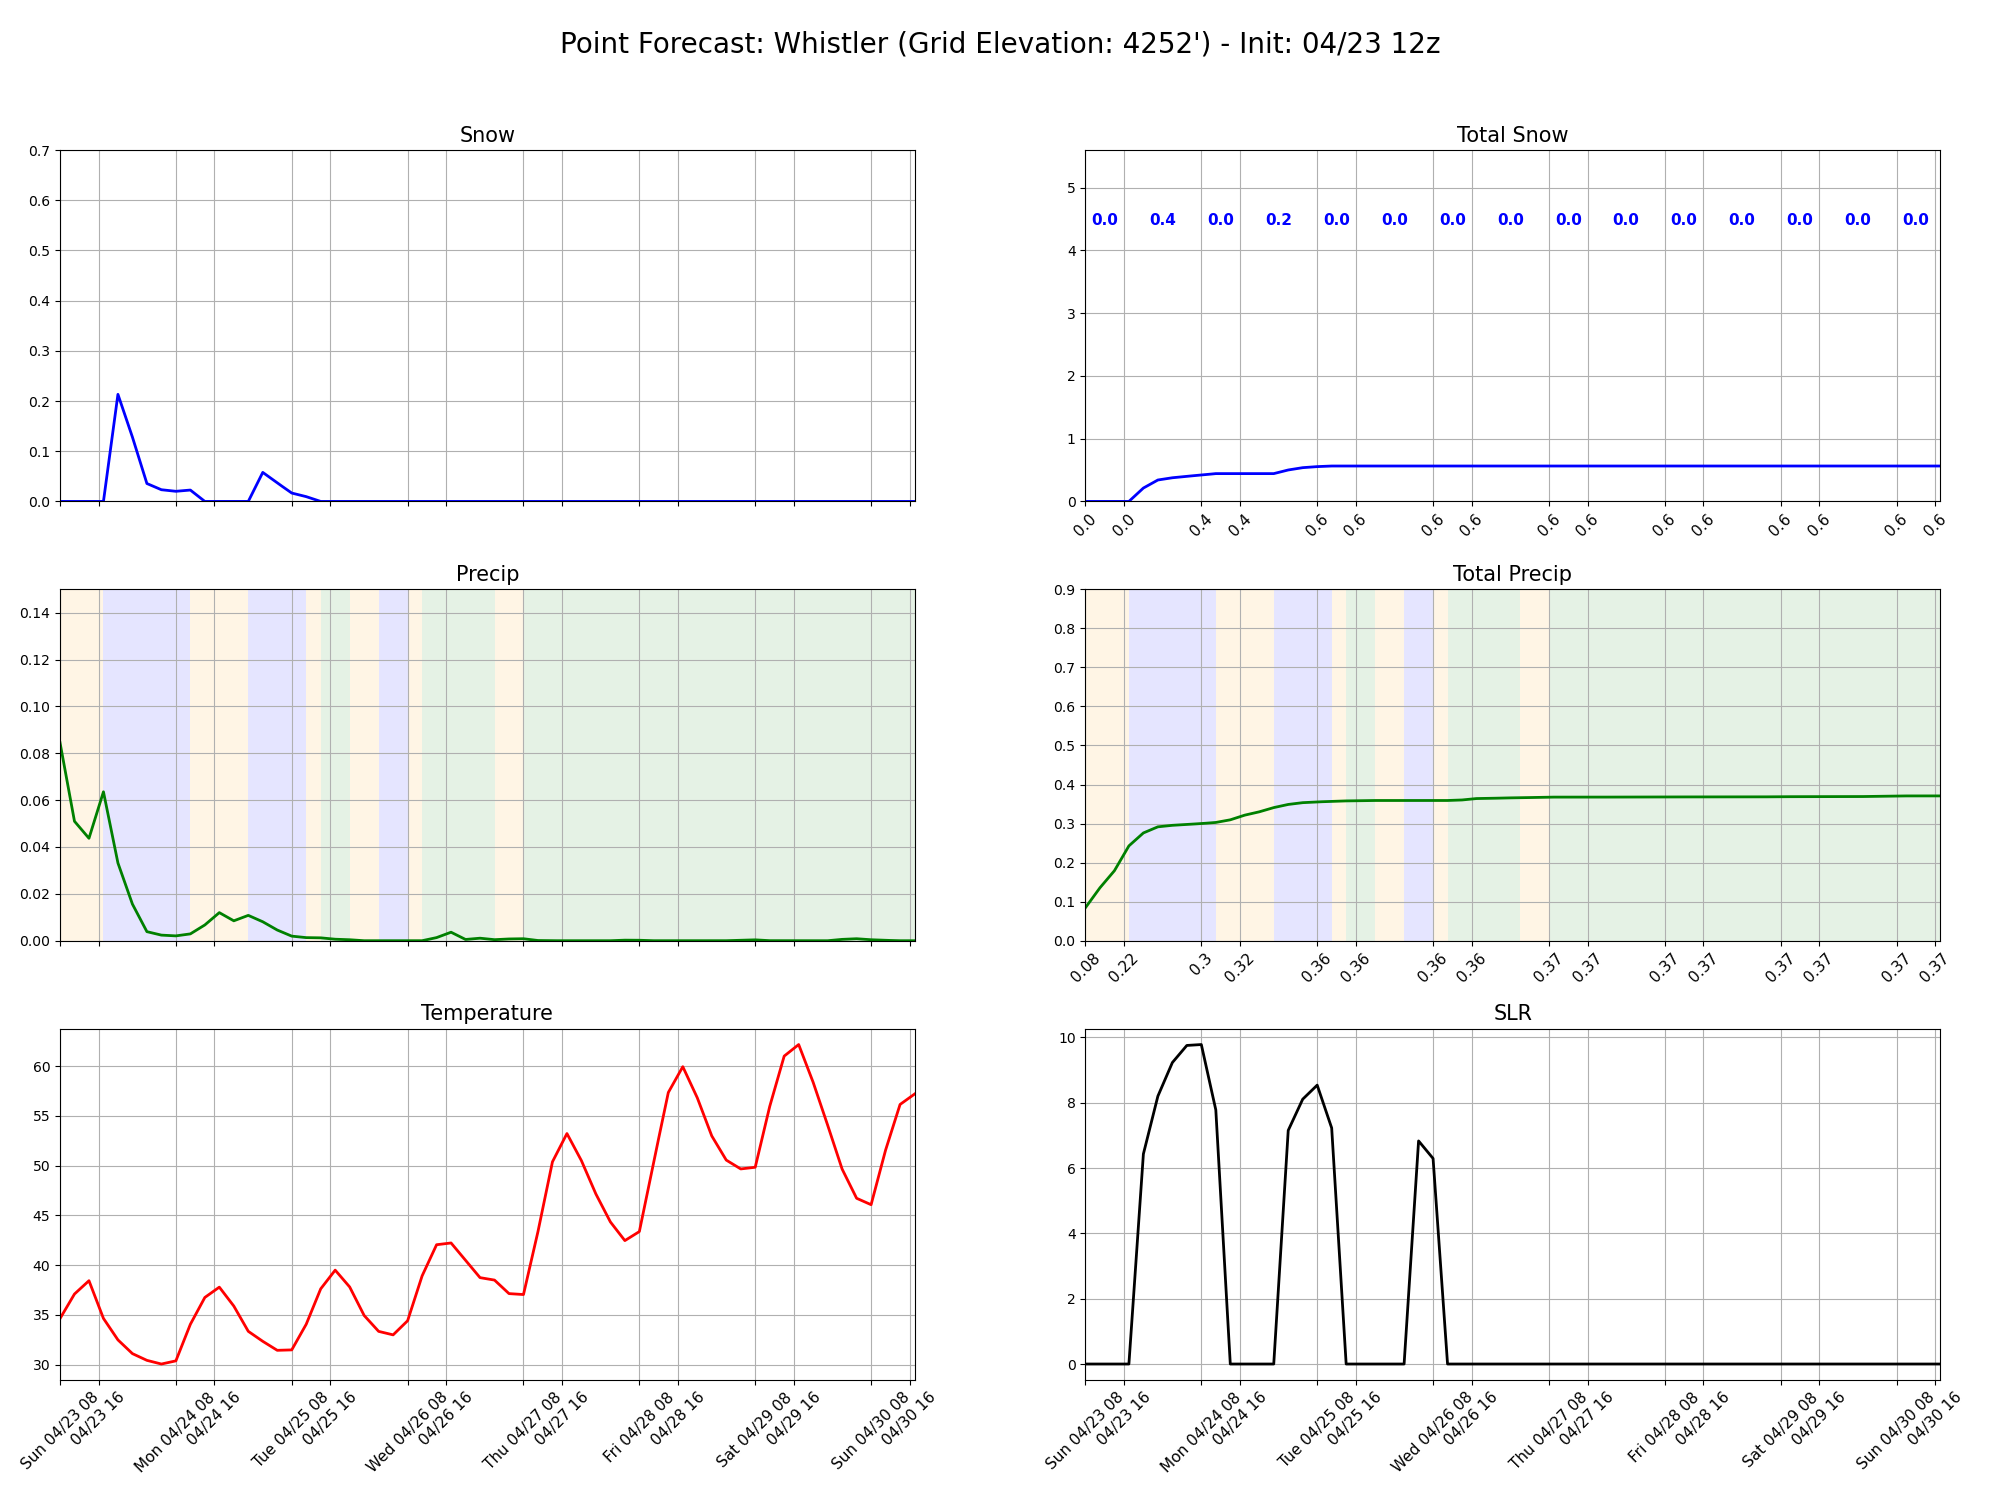 Point Forecast: Whistler (Grid Elevation: 4252') - Init: 04/23 12z
Snow
0.7
0.6
0.5
0.4
0.3
0.2
0.1
0.0
Total Snow
5
4
3
2
1
0
0.0 0.4 0.0 0.2 0.0 0.0 0.0 0.0 0.0 0.0 0.0 0.0 0.0 0.0 0.0
0.0 0.0 0.4 0.4 0.6 0.6 0.6 0.6 0.6 0.6 0.6 0.6 0.6 0.6 0.6 0.6
Precip
0.14
0.12
0.10
0.08
0.06
0.04
0.02
0.00
Total Precip
0.9
0.8
0.7
0.6
0.5
0.4
0.3
0.2
0.1
0.0
0.08 0.22 0.3 0.32 0.36 0.36 0.36 0.36 0.37 0.37 0.37 0.37 0.37 0.37 0.37 0.37
Temperature
60
55
50
45
40
35
30
Sun 04/23 08
04/23 16
Mon 04/24 08
04/24 16
Tue 04/25 08
04/25 16
Wed 04/26 08
04/26 16
Thu 04/27 08
04/27 16
Fri 04/28 08
04/28 16
Sat 04/29 08
04/29 16
Sun 04/30 08
04/30 16
SLR
10
8
6
4
2
0
Sun 04/23 08
04/23 16
Mon 04/24 08
04/24 16
Tue 04/25 08
04/25 16
Wed 04/26 08
04/26 16
Thu 04/27 08
04/27 16
Fri 04/28 08
04/28 16
Sat 04/29 08
04/29 16
Sun 04/30 08
04/30 16